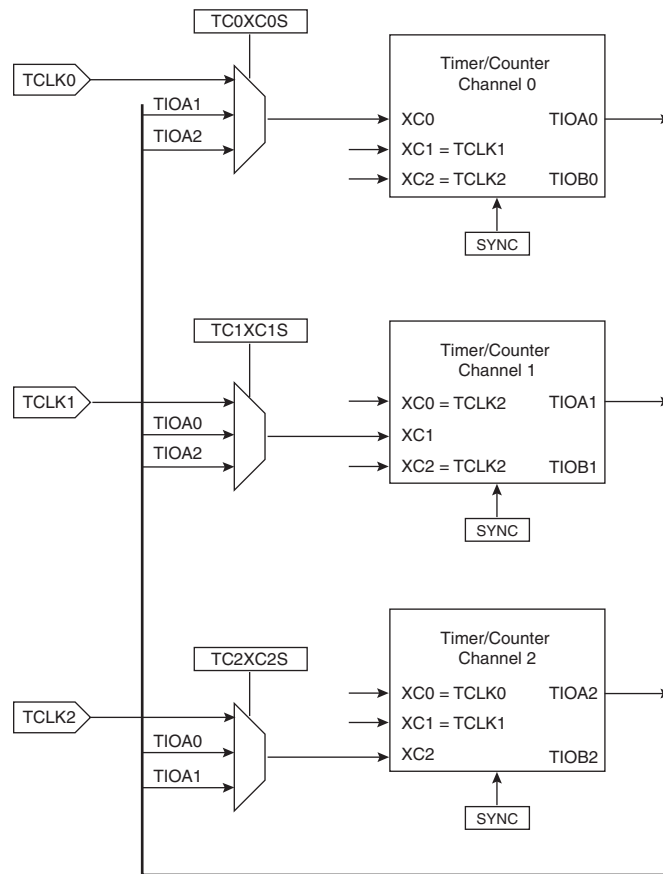 TC0XC0S
TCLK0
TIOA1
TIOA2
Timer/Counter
Channel 0
XC0
TIOA0
XC1 = TCLK1
XC2 = TCLK2
TIOB0
SYNC
TC1XC1S
TCLK1
TIOA0
TIOA2
Timer/Counter
Channel 1
XC0 = TCLK2
TIOA1
XC1
XC2 = TCLK2
TIOB1
SYNC
TC2XC2S
TCLK2
TIOA0
TIOA1
Timer/Counter
Channel 2
XC0 = TCLK0
TIOA2
XC1 = TCLK1
XC2
TIOB2
SYNC